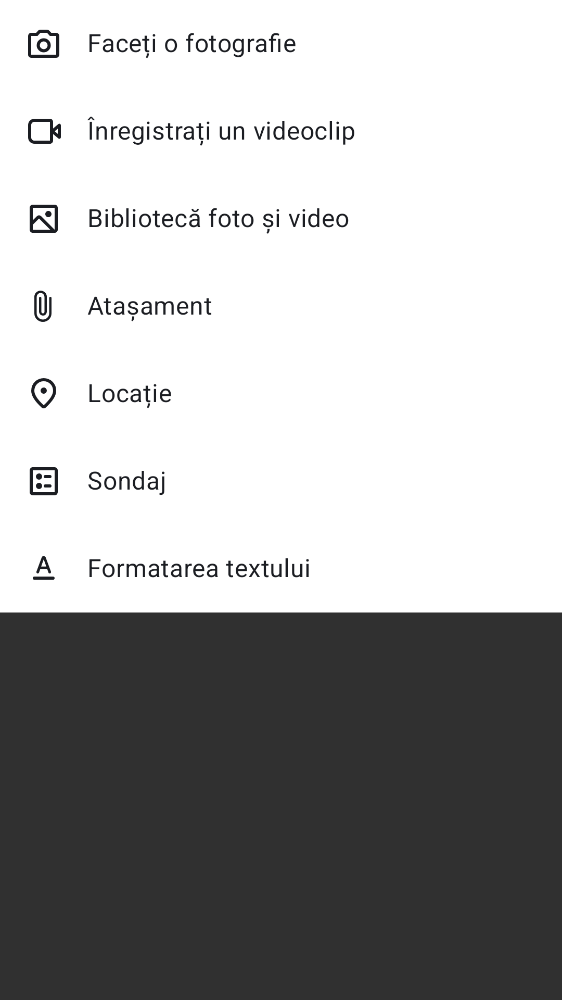 Faceți o fotografie
Înregistrați un videoclip
Bibliotecă foto și video
Atașament
Locație
Sondaj
Formatarea textului